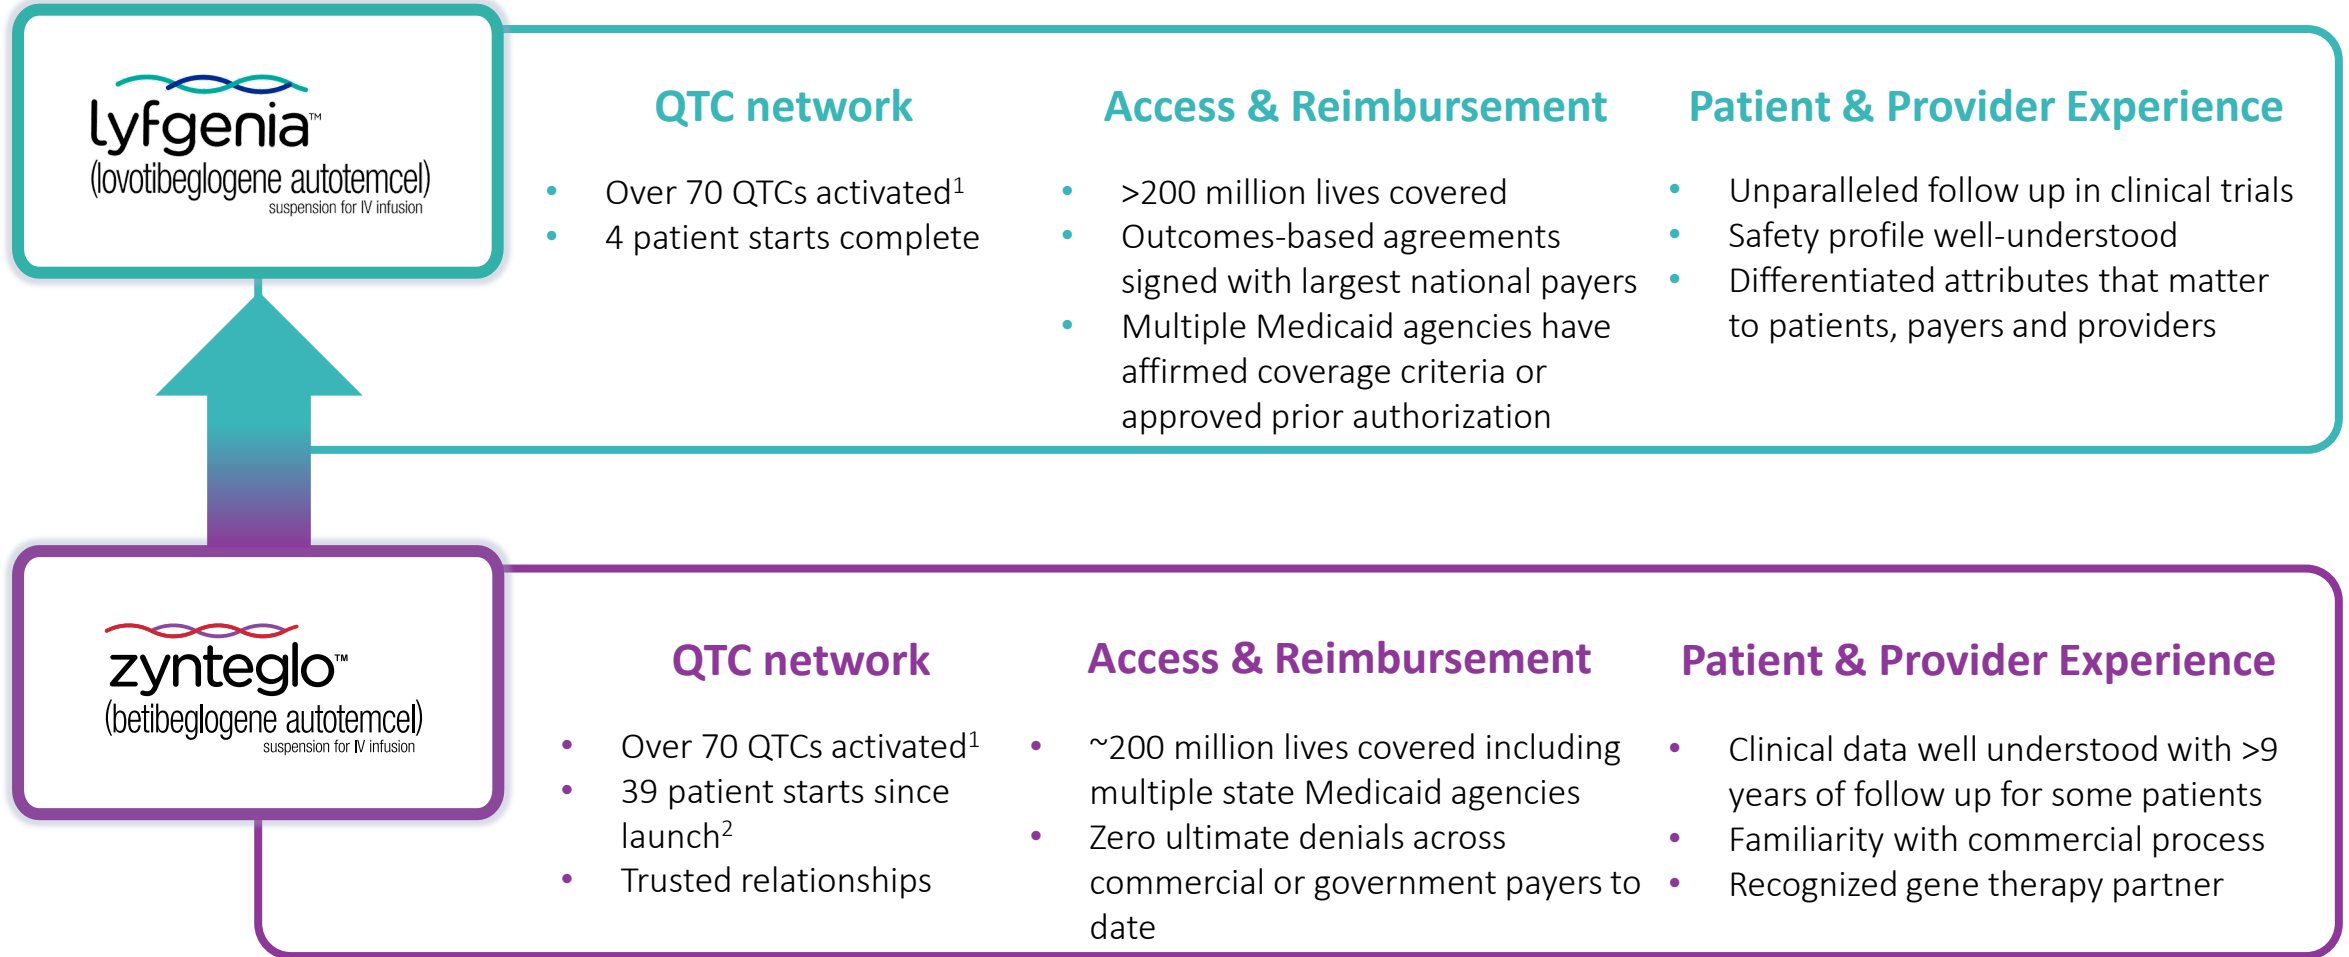 lyfgenia™
(lovotibeglogene autotemcel)
suspension for IV infusion
QTC network
• Over 70 QTCs activated1
• 4 patient starts complete
Access & Reimbursement
• >200 million lives covered
• Outcomes-based agreements
signed with largest national payers
• Multiple Medicaid agencies have
affirmed coverage criteria or
approved prior authorization
Patient & Provider Experience
• Unparalleled follow up in clinical trials
• Safety profile well-understood
• Differentiated attributes that matter
to patients, payers and providers
zynteglo™
(betibeglogene autotemcel)
suspension for IV infusion
QTC network
• Over 70 QTCs activated1
• 39 patient starts since
launch2
• Trusted relationships
Access & Reimbursement
• ~200 million lives covered including
multiple state Medicaid agencies
• Zero ultimate denials across
commercial or government payers to
date
Patient & Provider Experience
• Clinical data well understood with >9
years of follow up for some patients
• Familiarity with commercial process
• Recognized gene therapy partner